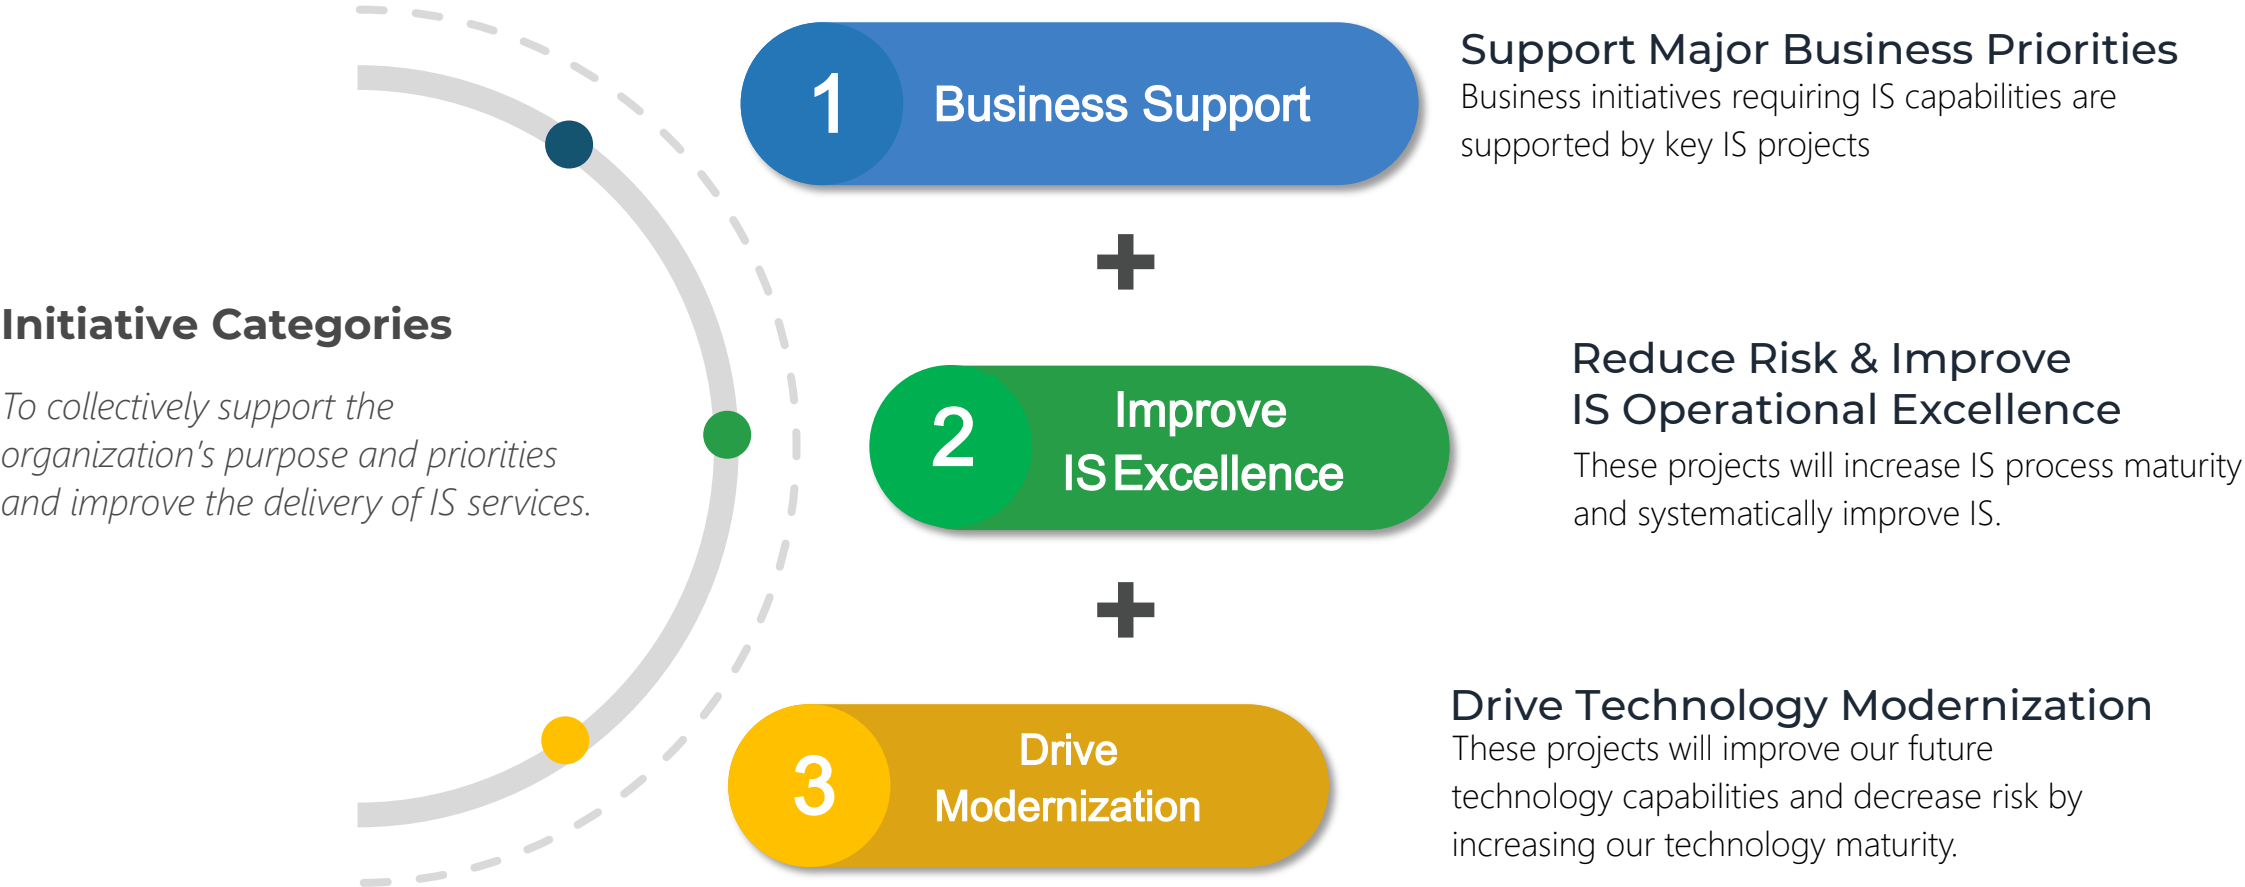 Initiative Categories
To collectively support the
organization's purpose and priorities
and improve the delivery of IS services.
1
Business Support
Support Major Business Priorities
Business initiatives requiring IS capabilities are
supported by key IS projects
+
2
Improve
IS Excellence
Reduce Risk & Improve
IS Operational Excellence
These projects will increase IS process maturity
and systematically improve IS.
+
3
Drive
Modernization
Drive Technology Modernization
These projects will improve our future
technology capabilities and decrease risk by
increasing our technology maturity.